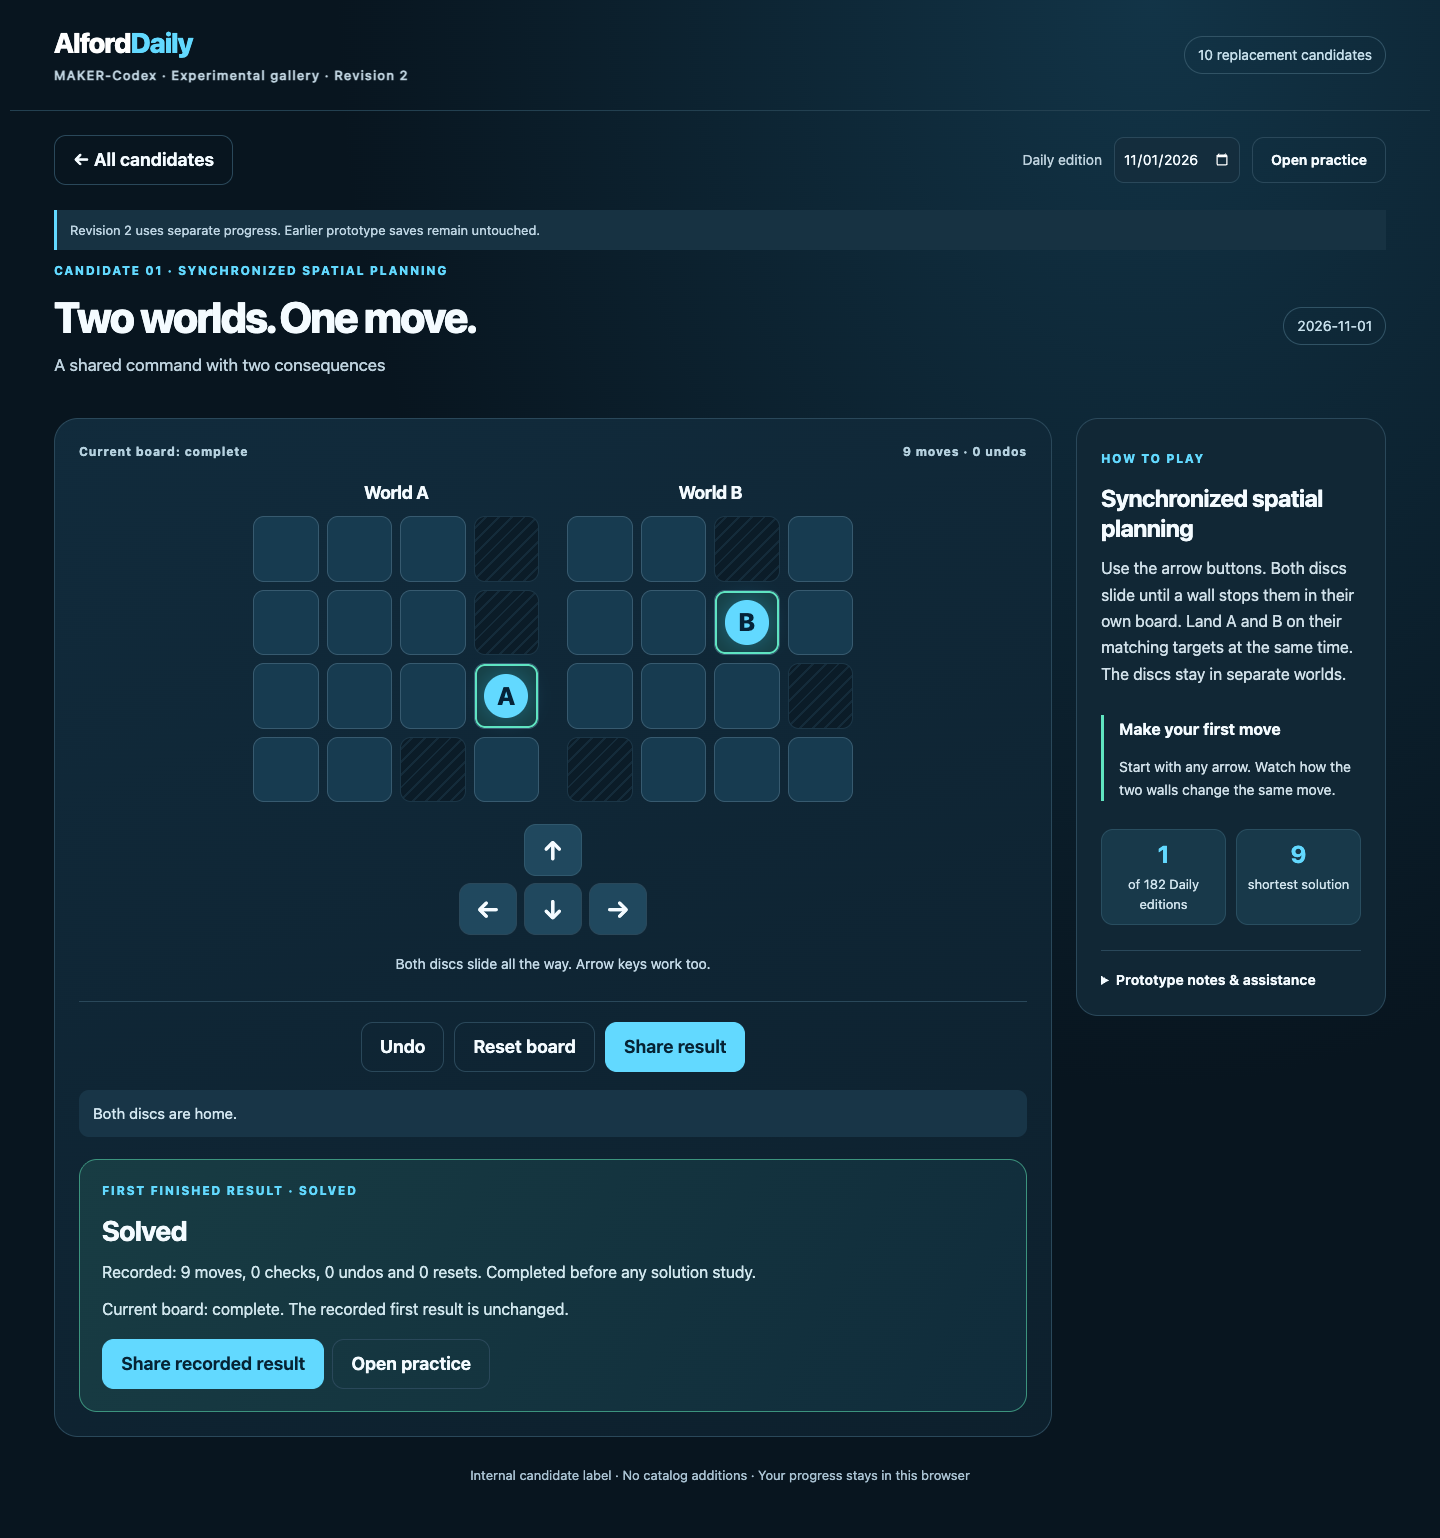 AlfordDaily
MAKER-Codex · Experimental gallery · Revision 2
10 replacement candidates
← All candidates
Daily edition
11/01/2026
Open practice
Revision 2 uses separate progress. Earlier prototype saves remain untouched.
CANDIDATE 01 · SYNCHRONIZED SPATIAL PLANNING
Two worlds. One move.
2026-11-01
A shared command with two consequences
Current board: complete
9 moves · 0 undos
World A
World B
B
A
↑
← ↓ →
Both discs slide all the way. Arrow keys work too.
Undo
Reset board
Share result
Both discs are home.
FIRST FINISHED RESULT · SOLVED
Solved
Recorded: 9 moves, 0 checks, 0 undos and 0 resets. Completed before any solution study.
Current board: complete. The recorded first result is unchanged.
Share recorded result
Open practice
HOW TO PLAY
Synchronized spatial
planning
Use the arrow buttons. Both discs
slide until a wall stops them in their
own board. Land A and B on their
matching targets at the same time.
The discs stay in separate worlds.
Make your first move
Start with any arrow. Watch how the
two walls change the same move.
1
of 182 Daily
editions
9
shortest solution
Prototype notes & assistance
Internal candidate label · No catalog additions · Your progress stays in this browser